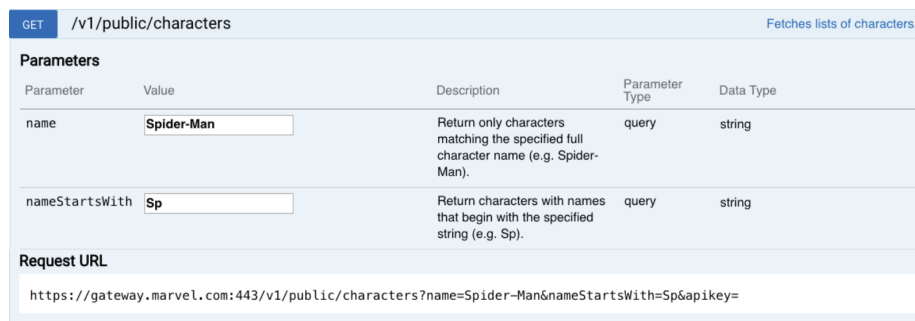 GET /v1/public/characters Fetches lists of characters
Parameters
Parameter Value Description Parameter Type Data Type
name Spider-Man Return only characters query string
matching the specified full
character name (e.g. Spider-
Man).
nameStartsWith Sp Return characters with names query string
that begin with the specified
string (e.g. Sp).
Request URL
https://gateway.marvel.com:443/v1/public/characters?name=Spider-Man&nameStartsWith=Sp&apikey=